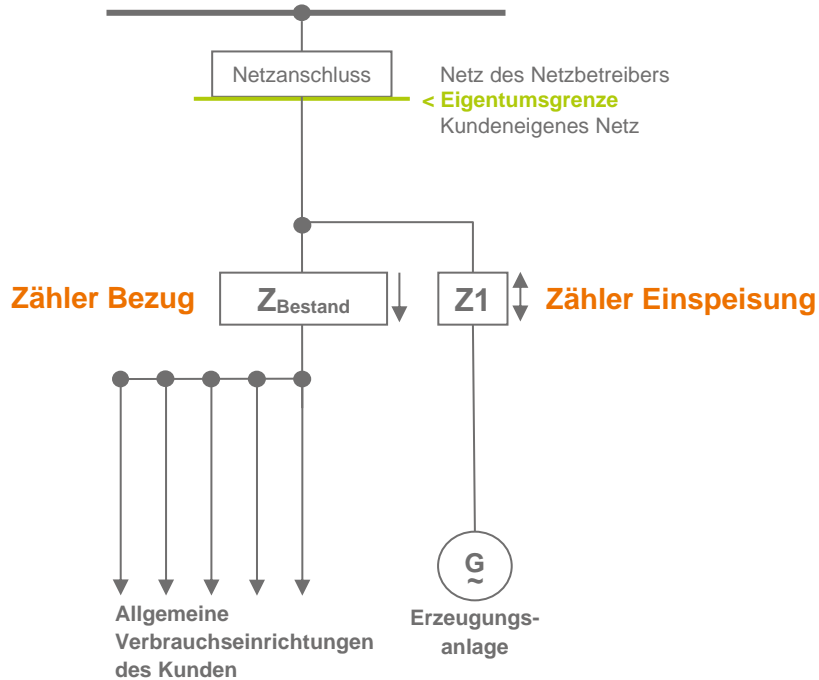 Netzanschluss
Netz des Netzbetreibers
< Eigentumsgrenze
Kundeneigenes Netz
Zähler Bezug
ZBestand
Z1
Zähler Einspeisung
G
~
Allgemeine
Verbrauchseinrichtungen
des Kunden
Erzeugungs-
anlage